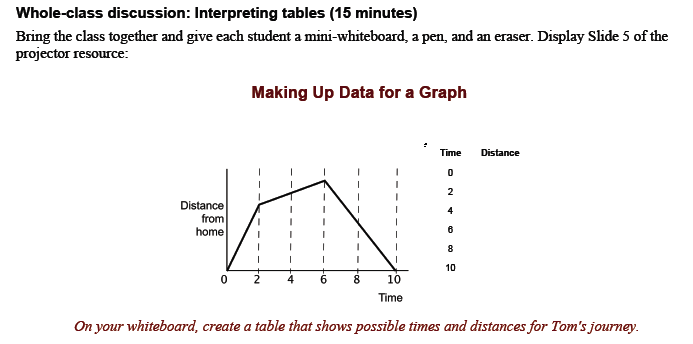 Whole-class discussion: Interpreting tables (15 minutes)
Bring the class together and give each student a mini-whiteboard, a pen, and an eraser. Display Slide 5 of the
projector resource:
Making Up Data for a Graph
Time Distance
0
2
4
6
8
10
Distance
from
home
0 2 4 6 8 10
Time
On your whiteboard, create a table that shows possible times and distances for Tom's journey.